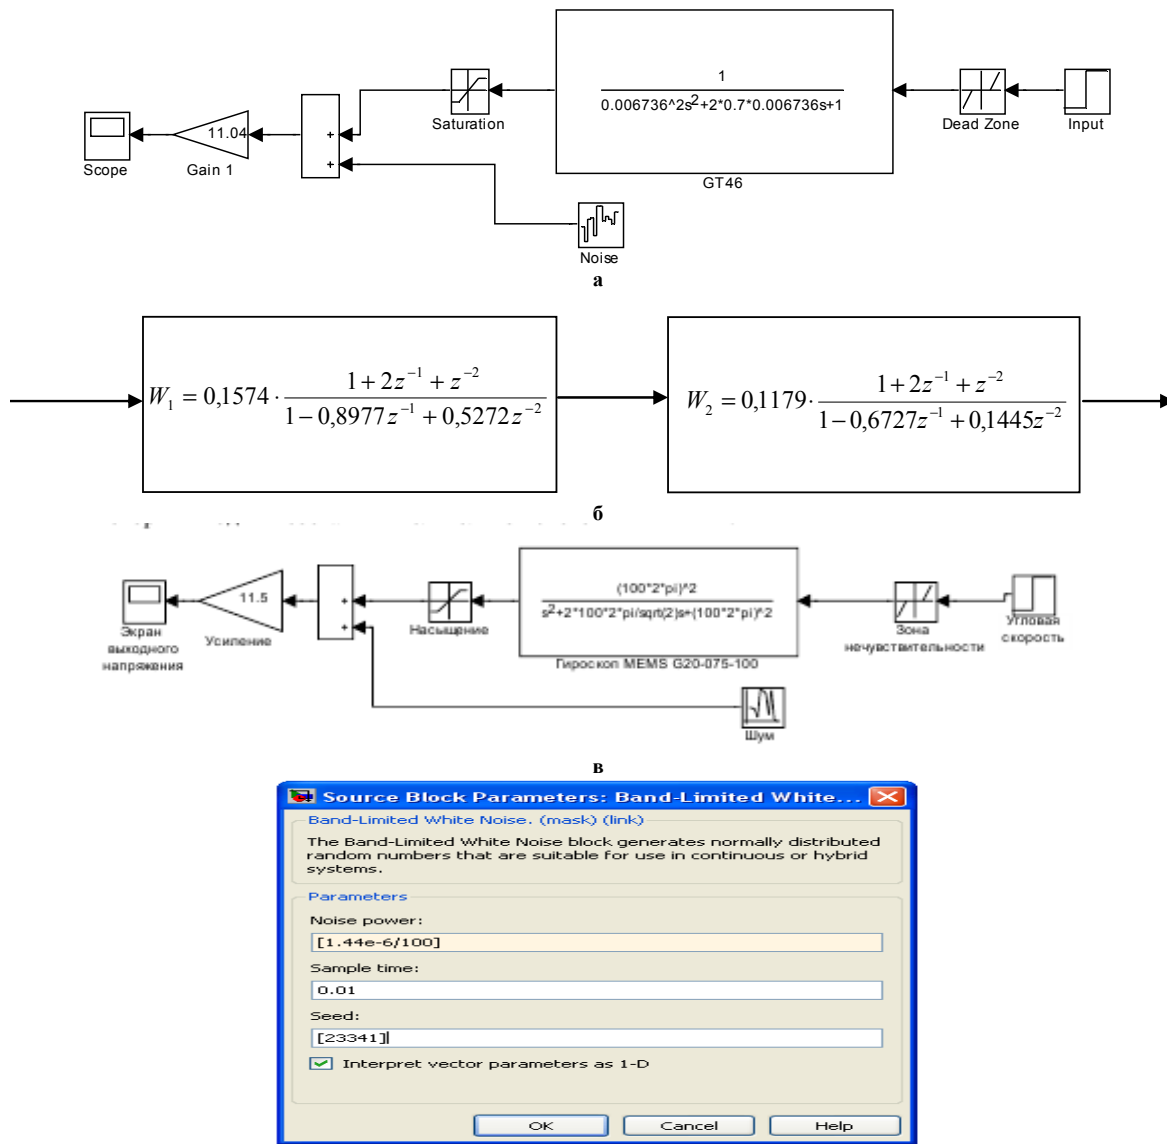 1
0.006736^2s²+2*0.7*0.006736s+1
GT46
Saturation
Dead Zone
Input
+
+
11.04
Scope
Gain 1
Noise
а
W₁ = 0,1574 · (1 + 2z⁻¹ + z⁻²) / (1 − 0,8977z⁻¹ + 0,5272z⁻²)
W₂ = 0,1179 · (1 + 2z⁻¹ + z⁻²) / (1 − 0,6727z⁻¹ + 0,1445z⁻²)
б
(100*2*pi)^2
s²+2*100*2*pi/sqrt(2)s+(100*2*pi)^2
Гироскоп MEMS G20-075-100
11.5
+
+
Экран
выходного
напряжения
Усиление
Насыщение
Зона
нечувствительности
Угловая
скорость
Шум
в
Source Block Parameters: Band-Limited White...
Band-Limited White Noise. (mask) (link)
The Band-Limited White Noise block generates normally distributed
random numbers that are suitable for use in continuous or hybrid
systems.
Parameters
Noise power:
[1.44e-6/100]
Sample time:
0.01
Seed:
[23341]
Interpret vector parameters as 1-D
OK
Cancel
Help